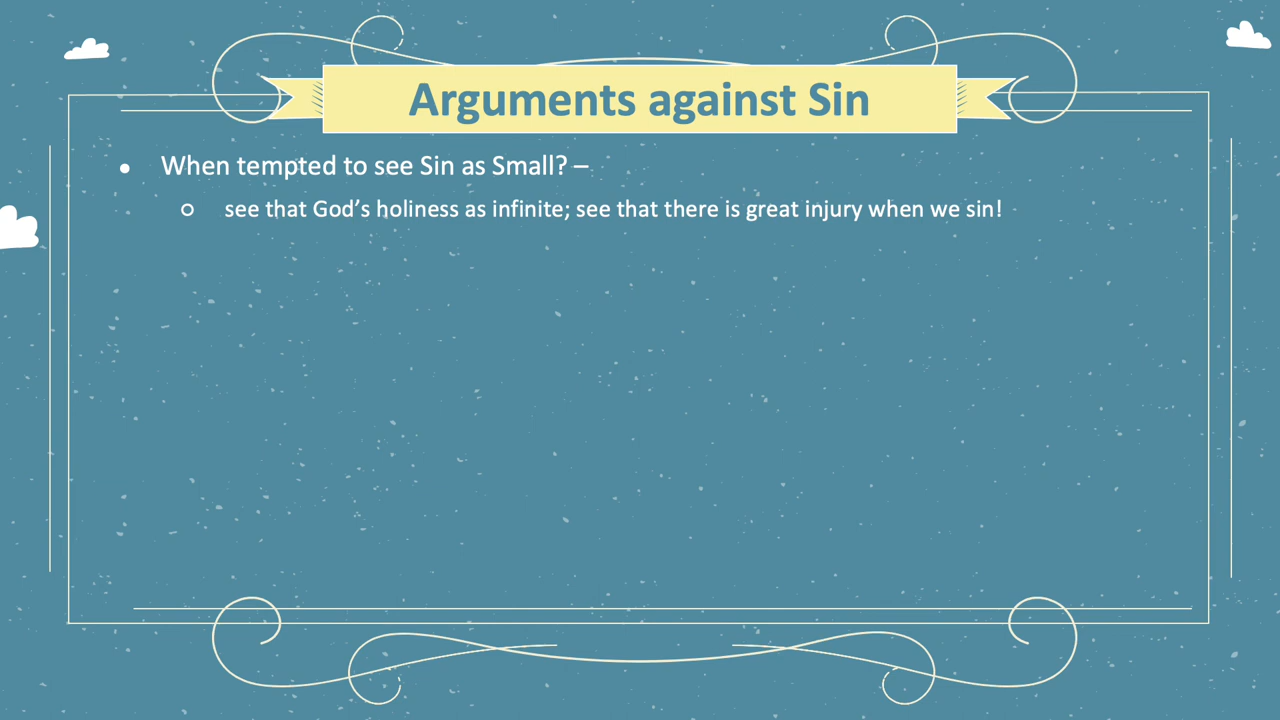 Arguments against Sin
● When tempted to see Sin as Small? –
○ see that God’s holiness as infinite; see that there is great injury when we sin!